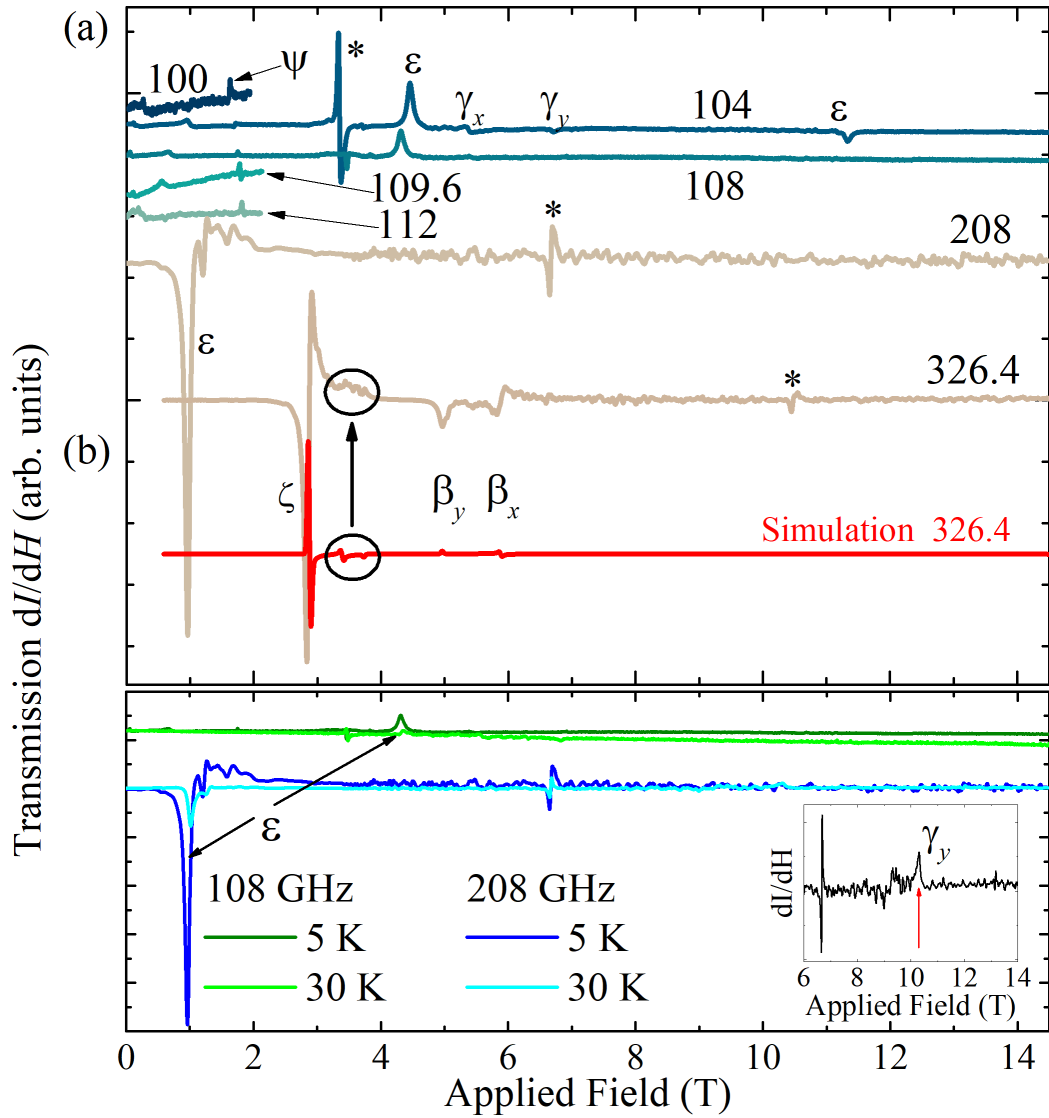 (a)
100
ψ
*
ε
γx
γy
104
ε
109.6
108
112
*
208
ε
326.4
*
(b)
ζ
βy
βx
Simulation 326.4
Transmission dI/dH (arb. units)
ε
108 GHz
208 GHz
5 K
5 K
30 K
30 K
γy
dI/dH
6 8 10 12 14
Applied Field (T)
0 2 4 6 8 10 12 14
Applied Field (T)